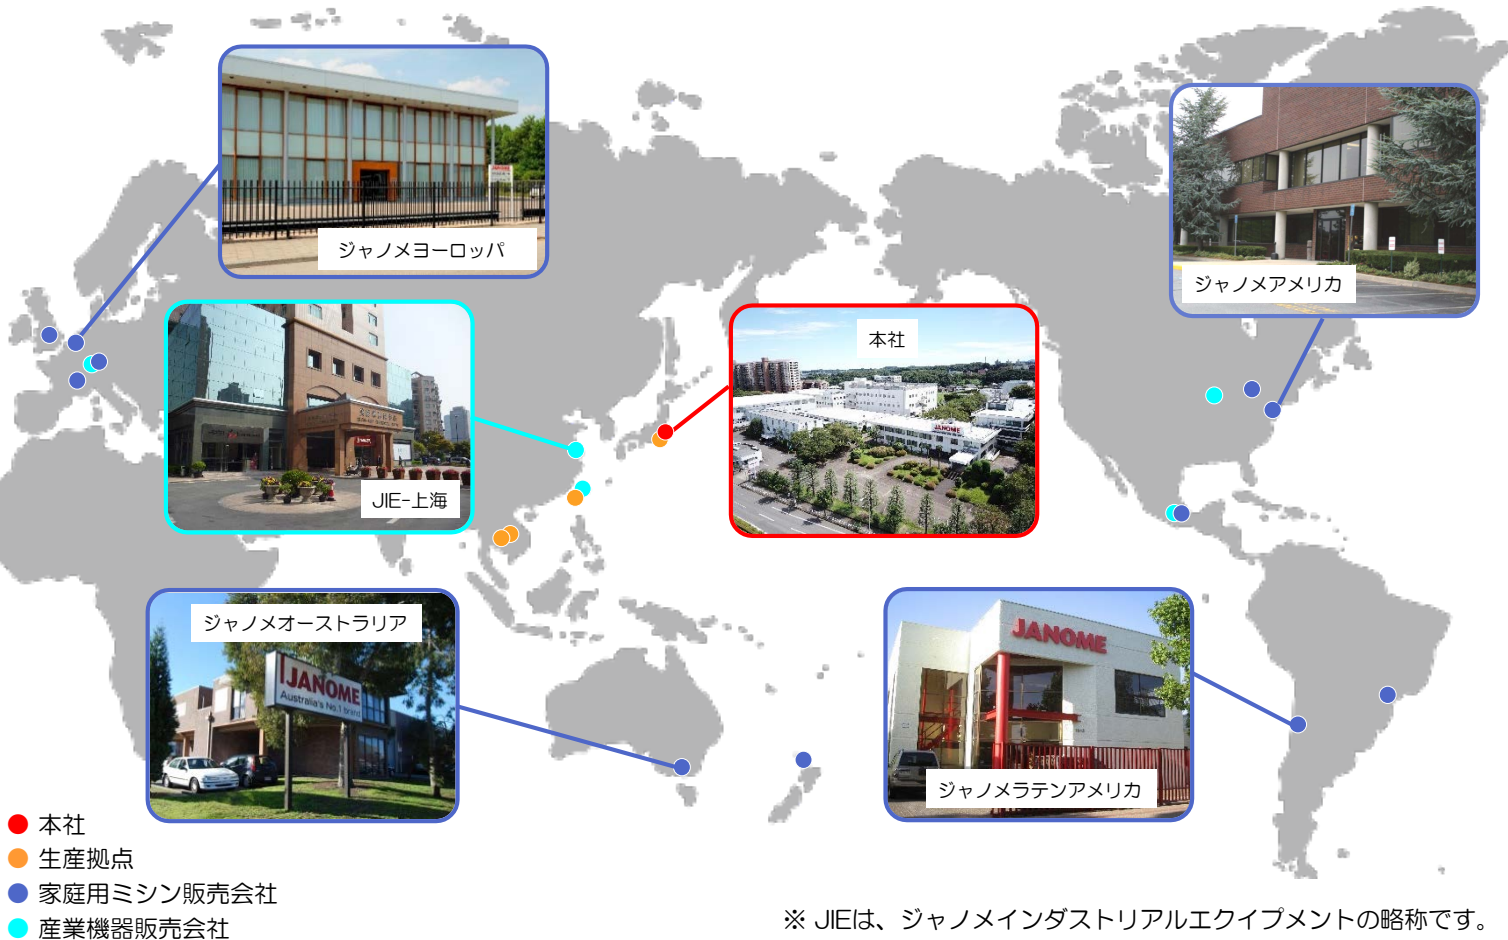 ジャノメヨーロッパ
ジャノメアメリカ
本社
JANOME
JIE-上海
ジャノメオーストラリア
JANOME
Australia's No.1 brand
JANOME
ジャノメラテンアメリカ
本社
生産拠点
家庭用ミシン販売会社
産業機器販売会社
※ JIEは、ジャノメインダストリアルエクイプメントの略称です。